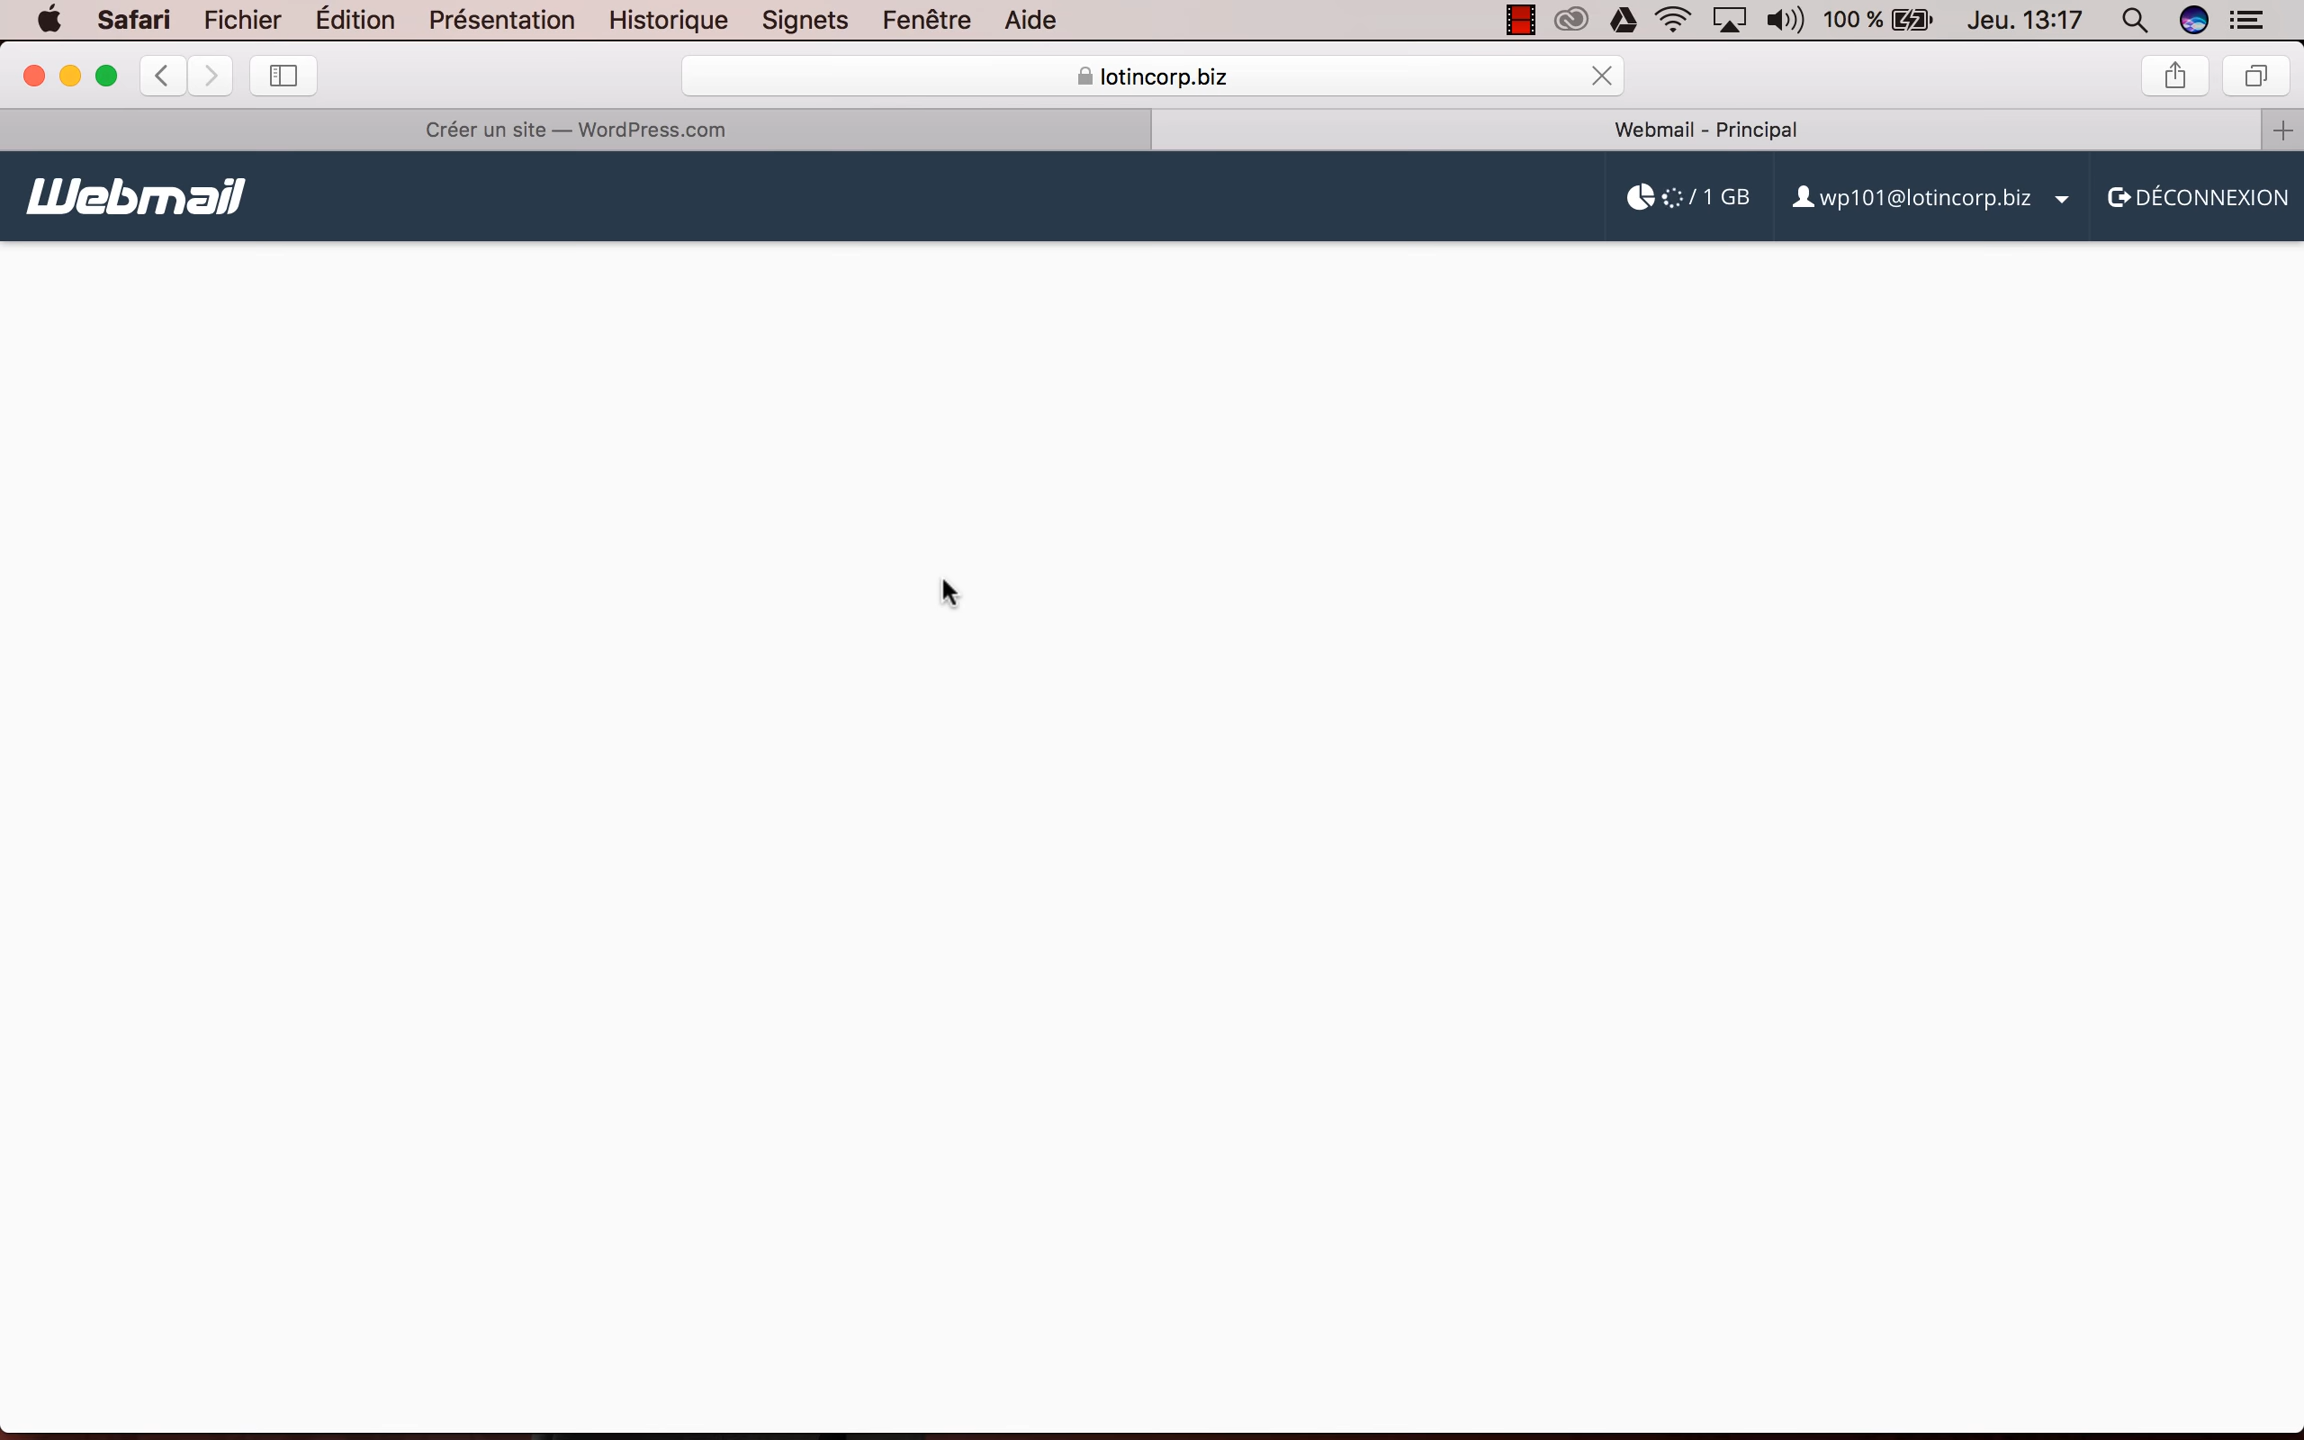 Safari Fichier Édition Présentation Historique Signets Fenêtre Aide 100 % Jeu. 13:17
lotincorp.biz
Créer un site — WordPress.com Webmail - Principal
Webmail / 1 GB wp101@lotincorp.biz DÉCONNEXION